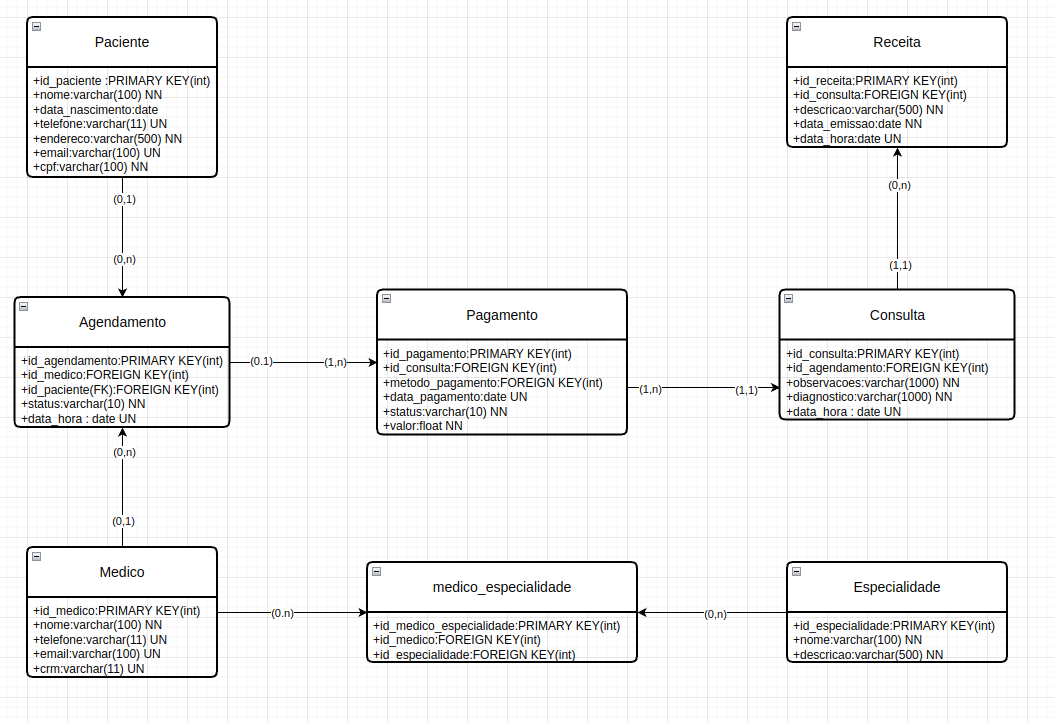 Paciente
+id_paciente :PRIMARY KEY(int)
+nome:varchar(100) NN
+data_nascimento:date
+telefone:varchar(11) UN
+endereco:varchar(500) NN
+email:varchar(100) UN
+cpf:varchar(100) NN
Receita
+id_receita:PRIMARY KEY(int)
+id_consulta:FOREIGN KEY(int)
+descricao:varchar(500) NN
+data_emissao:date NN
+data_hora:date UN
(0,1)
(0,n)
(0,n)
(1,1)
Agendamento
+id_agendamento:PRIMARY KEY(int)
+id_medico:FOREIGN KEY(int)
+id_paciente(FK):FOREIGN KEY(int)
+status:varchar(10) NN
+data_hora : date UN
(0.1)
(1,n)
Pagamento
+id_pagamento:PRIMARY KEY(int)
+id_consulta:FOREIGN KEY(int)
+metodo_pagamento:FOREIGN KEY(int)
+data_pagamento:date UN
+status:varchar(10) NN
+valor:float NN
(1,n)
(1,1)
Consulta
+id_consulta:PRIMARY KEY(int)
+id_agendamento:FOREIGN KEY(int)
+observacoes:varchar(1000) NN
+diagnostico:varchar(1000) NN
+data_hora : date UN
(0,n)
(0,1)
Medico
+id_medico:PRIMARY KEY(int)
+nome:varchar(100) NN
+telefone:varchar(11) UN
+email:varchar(100) UN
+crm:varchar(11) UN
(0.n)
medico_especialidade
+id_medico_especialidade:PRIMARY KEY(int)
+id_medico:FOREIGN KEY(int)
+id_especialidade:FOREIGN KEY(int)
(0,n)
Especialidade
+id_especialidade:PRIMARY KEY(int)
+nome:varchar(100) NN
+descricao:varchar(500) NN